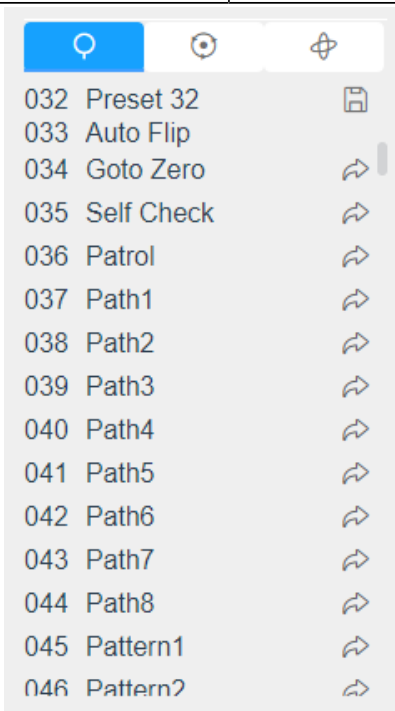 032 Preset 32
033 Auto Flip
034 Goto Zero
035 Self Check
036 Patrol
037 Path1
038 Path2
039 Path3
040 Path4
041 Path5
042 Path6
043 Path7
044 Path8
045 Pattern1
046 Pattern2